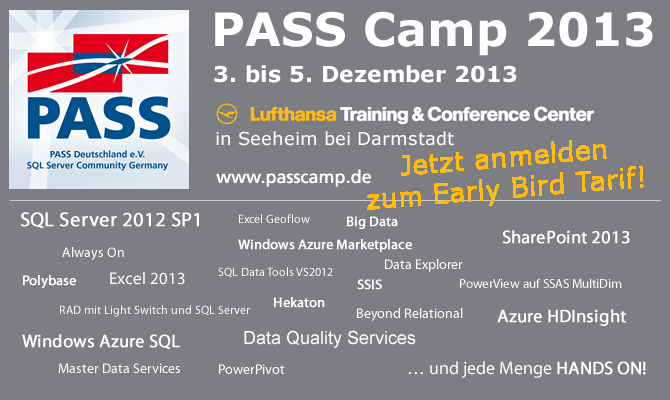 PASS
PASS Deutschland e.V.
SQL Server Community Germany
PASS Camp 2013
3. bis 5. Dezember 2013
Lufthansa Training & Conference Center
in Seeheim bei Darmstadt
www.passcamp.de
Jetzt anmelden
zum Early Bird Tarif!
SQL Server 2012 SP1
Excel Geoflow
Big Data
SharePoint 2013
Always On
Windows Azure Marketplace
Data Explorer
Polybase
Excel 2013
SQL Data Tools VS2012
SSIS
PowerView auf SSAS MultiDim
RAD mit Light Switch und SQL Server
Hekaton
Beyond Relational
Azure HDInsight
Windows Azure SQL
Data Quality Services
Master Data Services
PowerPivot
… und jede Menge HANDS ON!